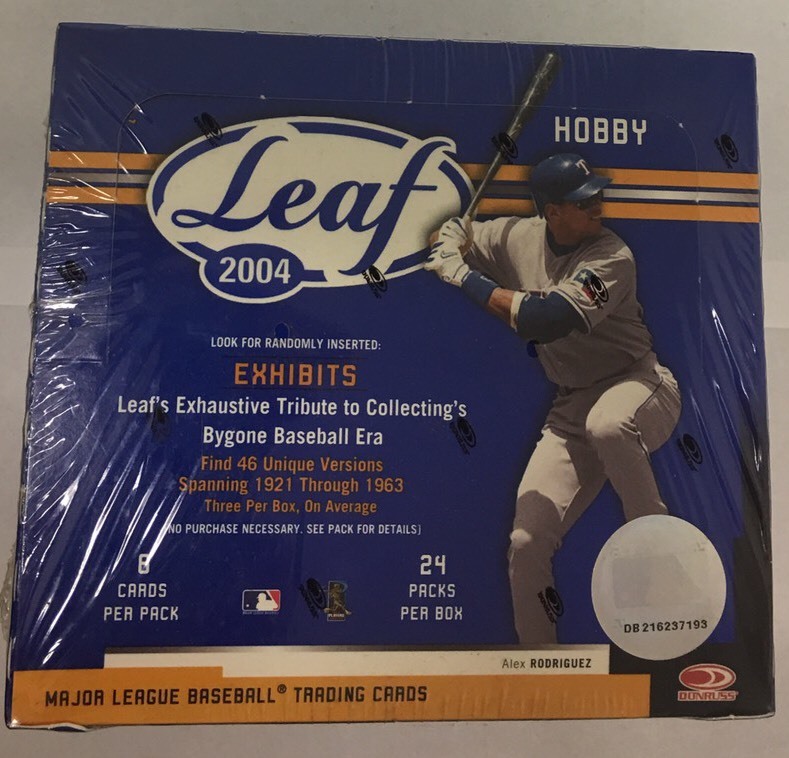 HOBBY
Leaf
2004
LOOK FOR RANDOMLY INSERTED:
EXHIBITS
Leaf's Exhaustive Tribute to Collecting's
Bygone Baseball Era
Find 46 Unique Versions
Spanning 1921 Through 1963
Three Per Box, On Average
NO PURCHASE NECESSARY. SEE PACK FOR DETAILS)
CARDS
PER PACK
24
PACKS
PER BOX
DB 216237193
Alex RODRIGUEZ
MAJOR LEAGUE BASEBALL® TRADING CARDS
DONRUSS